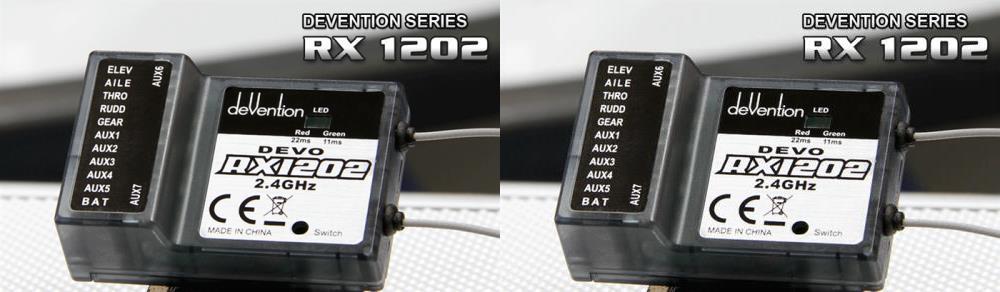 DEVENTION SERIES
RX 1202
ELEV
AILE
THRO
RUDD
GEAR
AUX1
AUX2
AUX3
AUX4
AUX5
BAT
AUX6
AUX7
deVention
LED
Red Green
22ms 11ms
DEVO
RX1202
2.4GHz
CE
MADE IN CHINA
Switch
DEVENTION SERIES
RX 1202
ELEV
AILE
THRO
RUDD
GEAR
AUX1
AUX2
AUX3
AUX4
AUX5
BAT
AUX6
AUX7
deVention
LED
Red Green
22ms 11ms
DEVO
RX1202
2.4GHz
CE
MADE IN CHINA
Switch